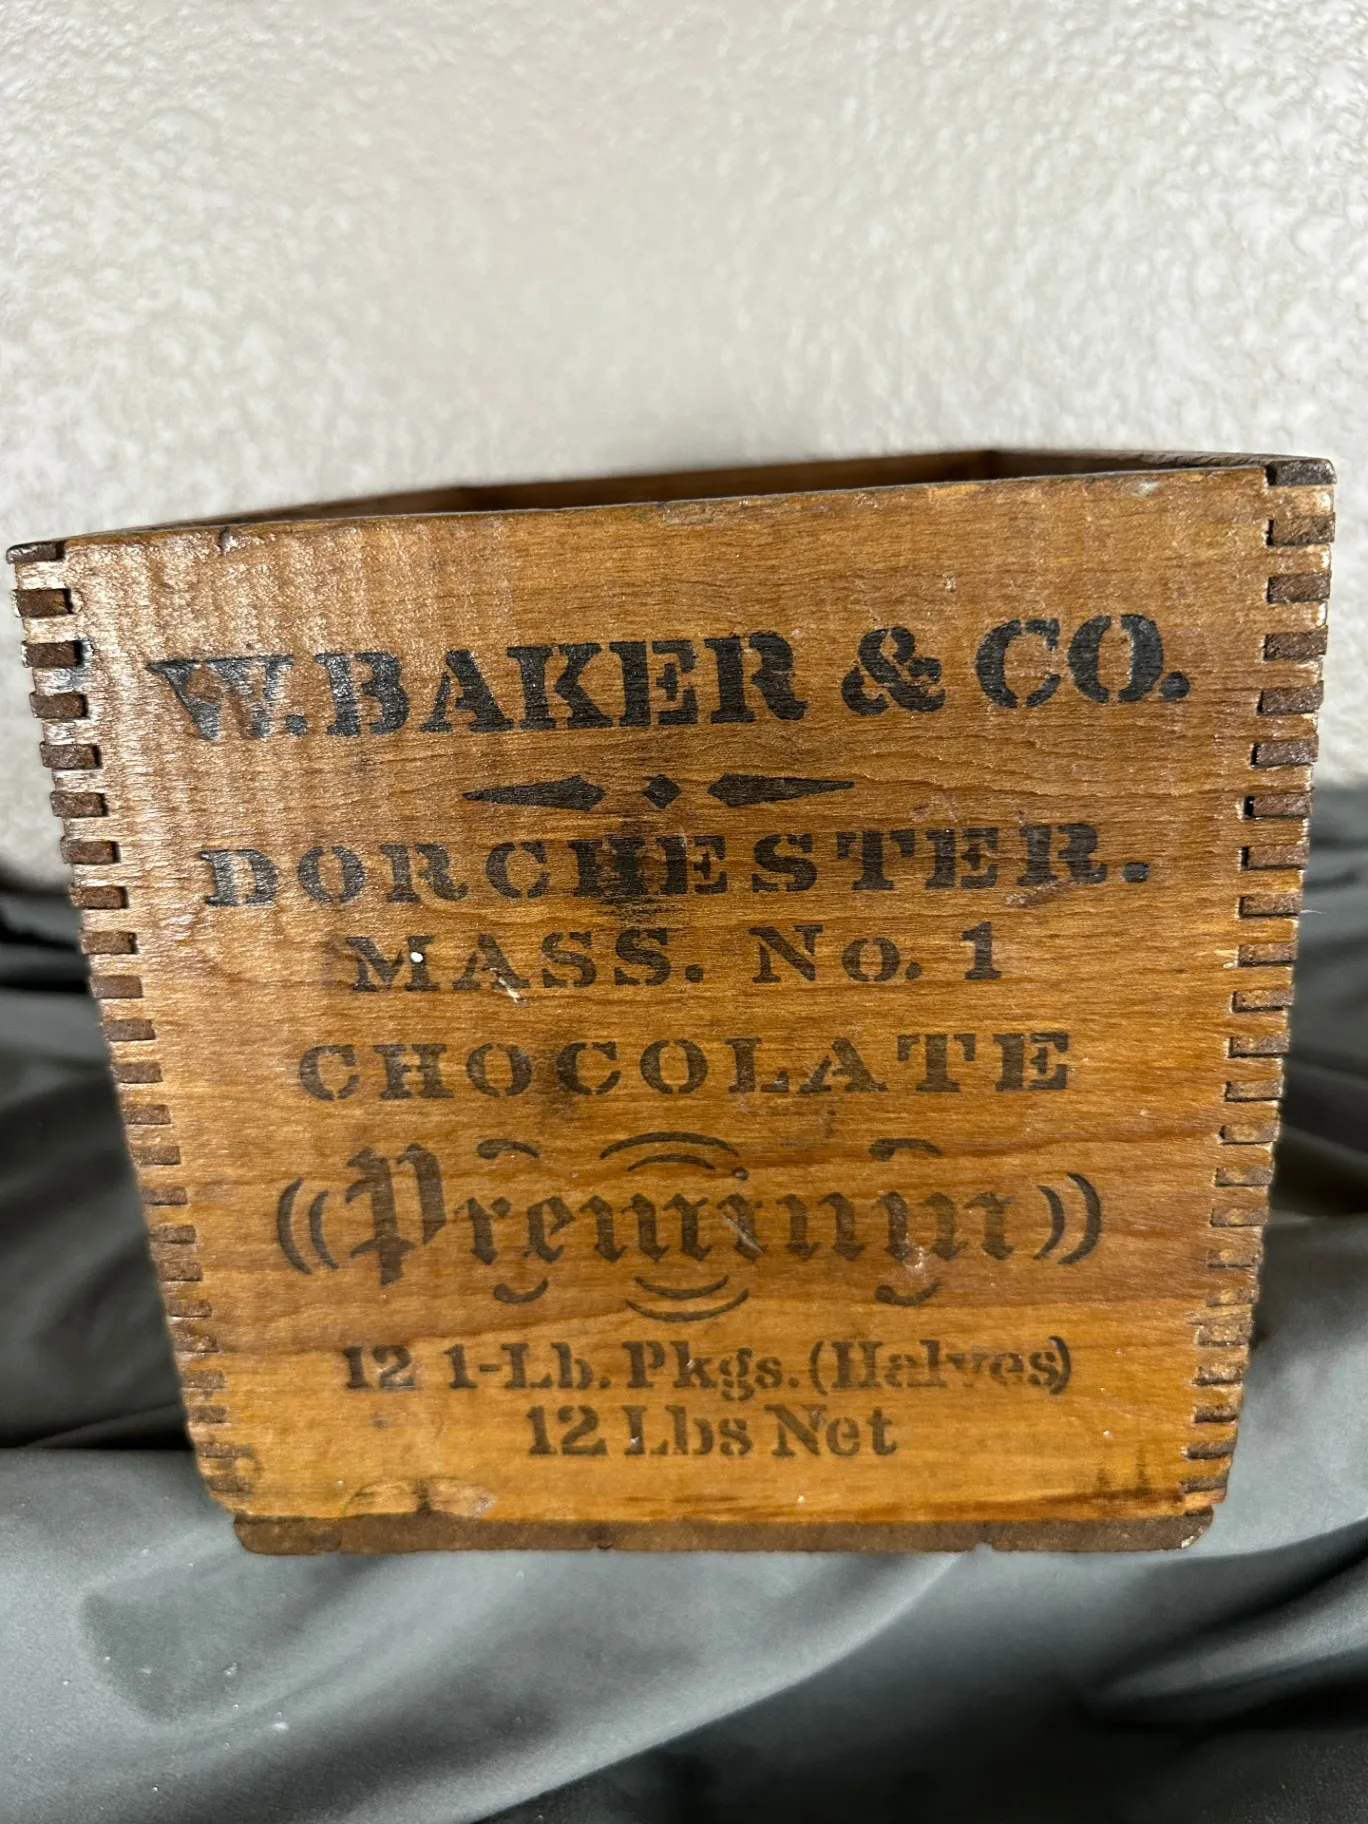 W. BAKER & CO.
DORCHESTER.
MASS. No. 1
CHOCOLATE
((Premium))
12 1-Lb. Pkgs. (Halves)
12 Lbs Net